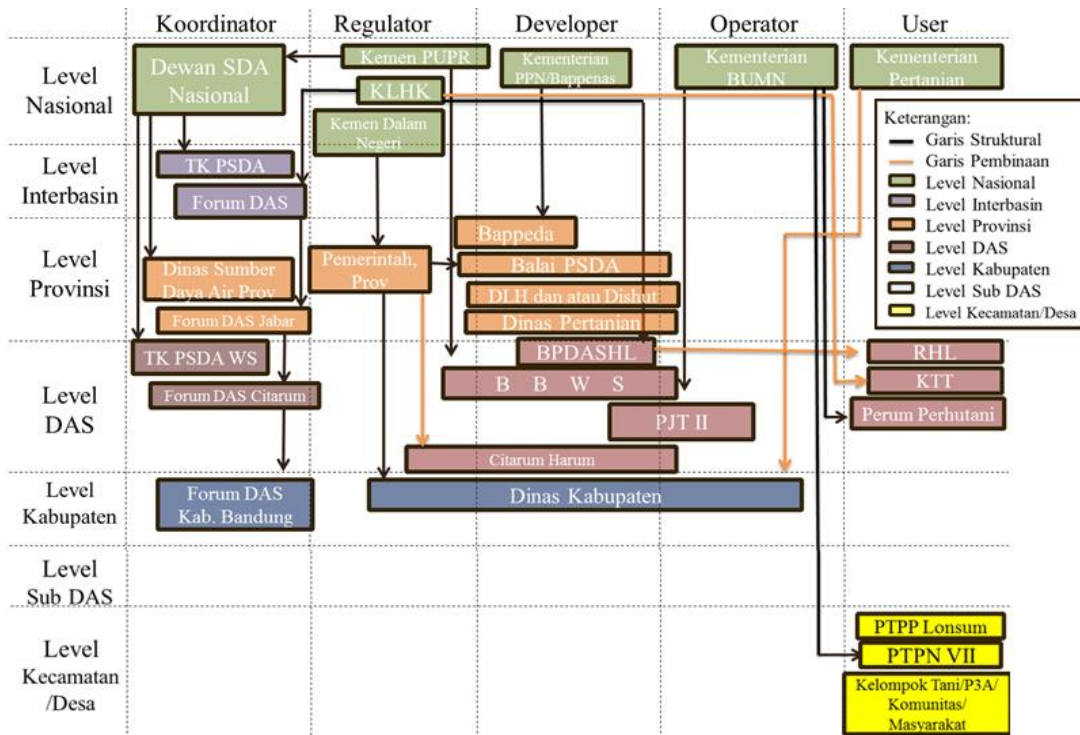 Koordinator
Regulator
Developer
Operator
User
Level
Nasional
Dewan SDA
Nasional
Kemen PUPR
KLHK
Kemen Dalam
Negeri
Kementerian
PPN/Bappenas
Kementerian
BUMN
Kementerian
Pertanian
Keterangan:
Garis Struktural
Garis Pembinaan
Level Nasional
Level Interbasin
Level Provinsi
Level DAS
Level Kabupaten
Level Sub DAS
Level Kecamatan/Desa
Level
Interbasin
TK PSDA
Forum DAS
Level
Provinsi
Dinas Sumber
Daya Air Prov
Forum DAS Jabar
Pemerintah,
Prov
Bappeda
Balai PSDA
DLH dan atau Dishut
Dinas Pertanian
Level
DAS
TK PSDA WS
Forum DAS Citarum
BPDASHL
B B W S
PJT II
Citarum Harum
RHL
KTT
Perum Perhutani
Level
Kabupaten
Forum DAS
Kab. Bandung
Dinas Kabupaten
Level
Sub DAS
Level
Kecamatan
/Desa
PTPP Lonsum
PTPN VII
Kelompok Tani/P3A/
Komunitas/
Masyarakat